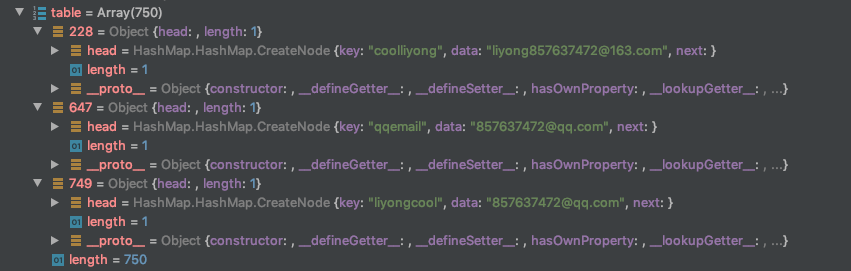 table = Array(750)
228 = Object {head: , length: 1}
head = HashMap.HashMap.CreateNode {key: "coolliyong", data: "liyong857637472@163.com", next: }
length = 1
__proto__ = Object {constructor: , __defineGetter__: , __defineSetter__: , hasOwnProperty: , __lookupGetter__: , ...}
647 = Object {head: , length: 1}
head = HashMap.HashMap.CreateNode {key: "qqemail", data: "857637472@qq.com", next: }
length = 1
__proto__ = Object {constructor: , __defineGetter__: , __defineSetter__: , hasOwnProperty: , __lookupGetter__: , ...}
749 = Object {head: , length: 1}
head = HashMap.HashMap.CreateNode {key: "liyongcool", data: "857637472@qq.com", next: }
length = 1
__proto__ = Object {constructor: , __defineGetter__: , __defineSetter__: , hasOwnProperty: , __lookupGetter__: , ...}
length = 750